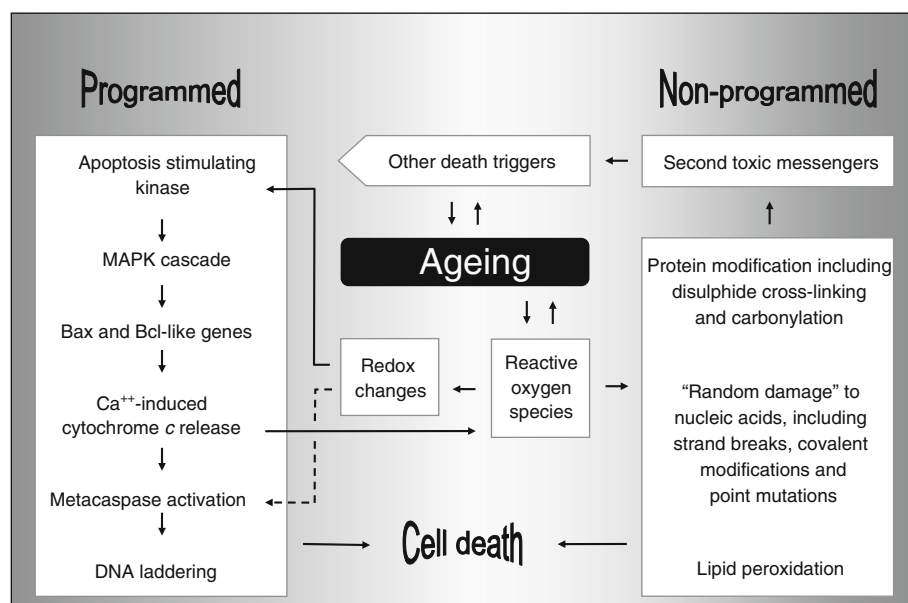 Programmed
Non-programmed
Apoptosis stimulating
kinase
MAPK cascade
Bax and Bcl-like genes
Ca⁺⁺-induced
cytochrome c release
Metacaspase activation
DNA laddering
Other death triggers
Ageing
Redox
changes
Reactive
oxygen
species
Cell death
Second toxic messengers
Protein modification including
disulphide cross-linking
and carbonylation
“Random damage” to
nucleic acids, including
strand breaks, covalent
modifications and
point mutations
Lipid peroxidation